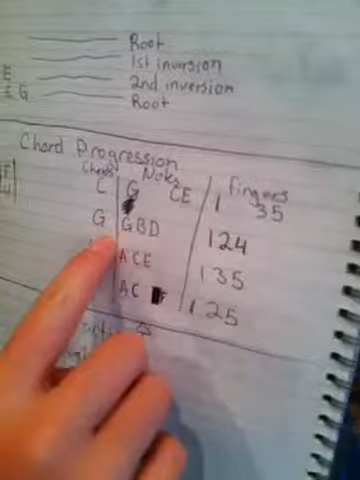 Root
1st inversion
E
2nd inversion
E G
Root
Chord Progression
Chords Notes fingers
C G CE 1 35
G GBD 124
ACE 135
AC F 125